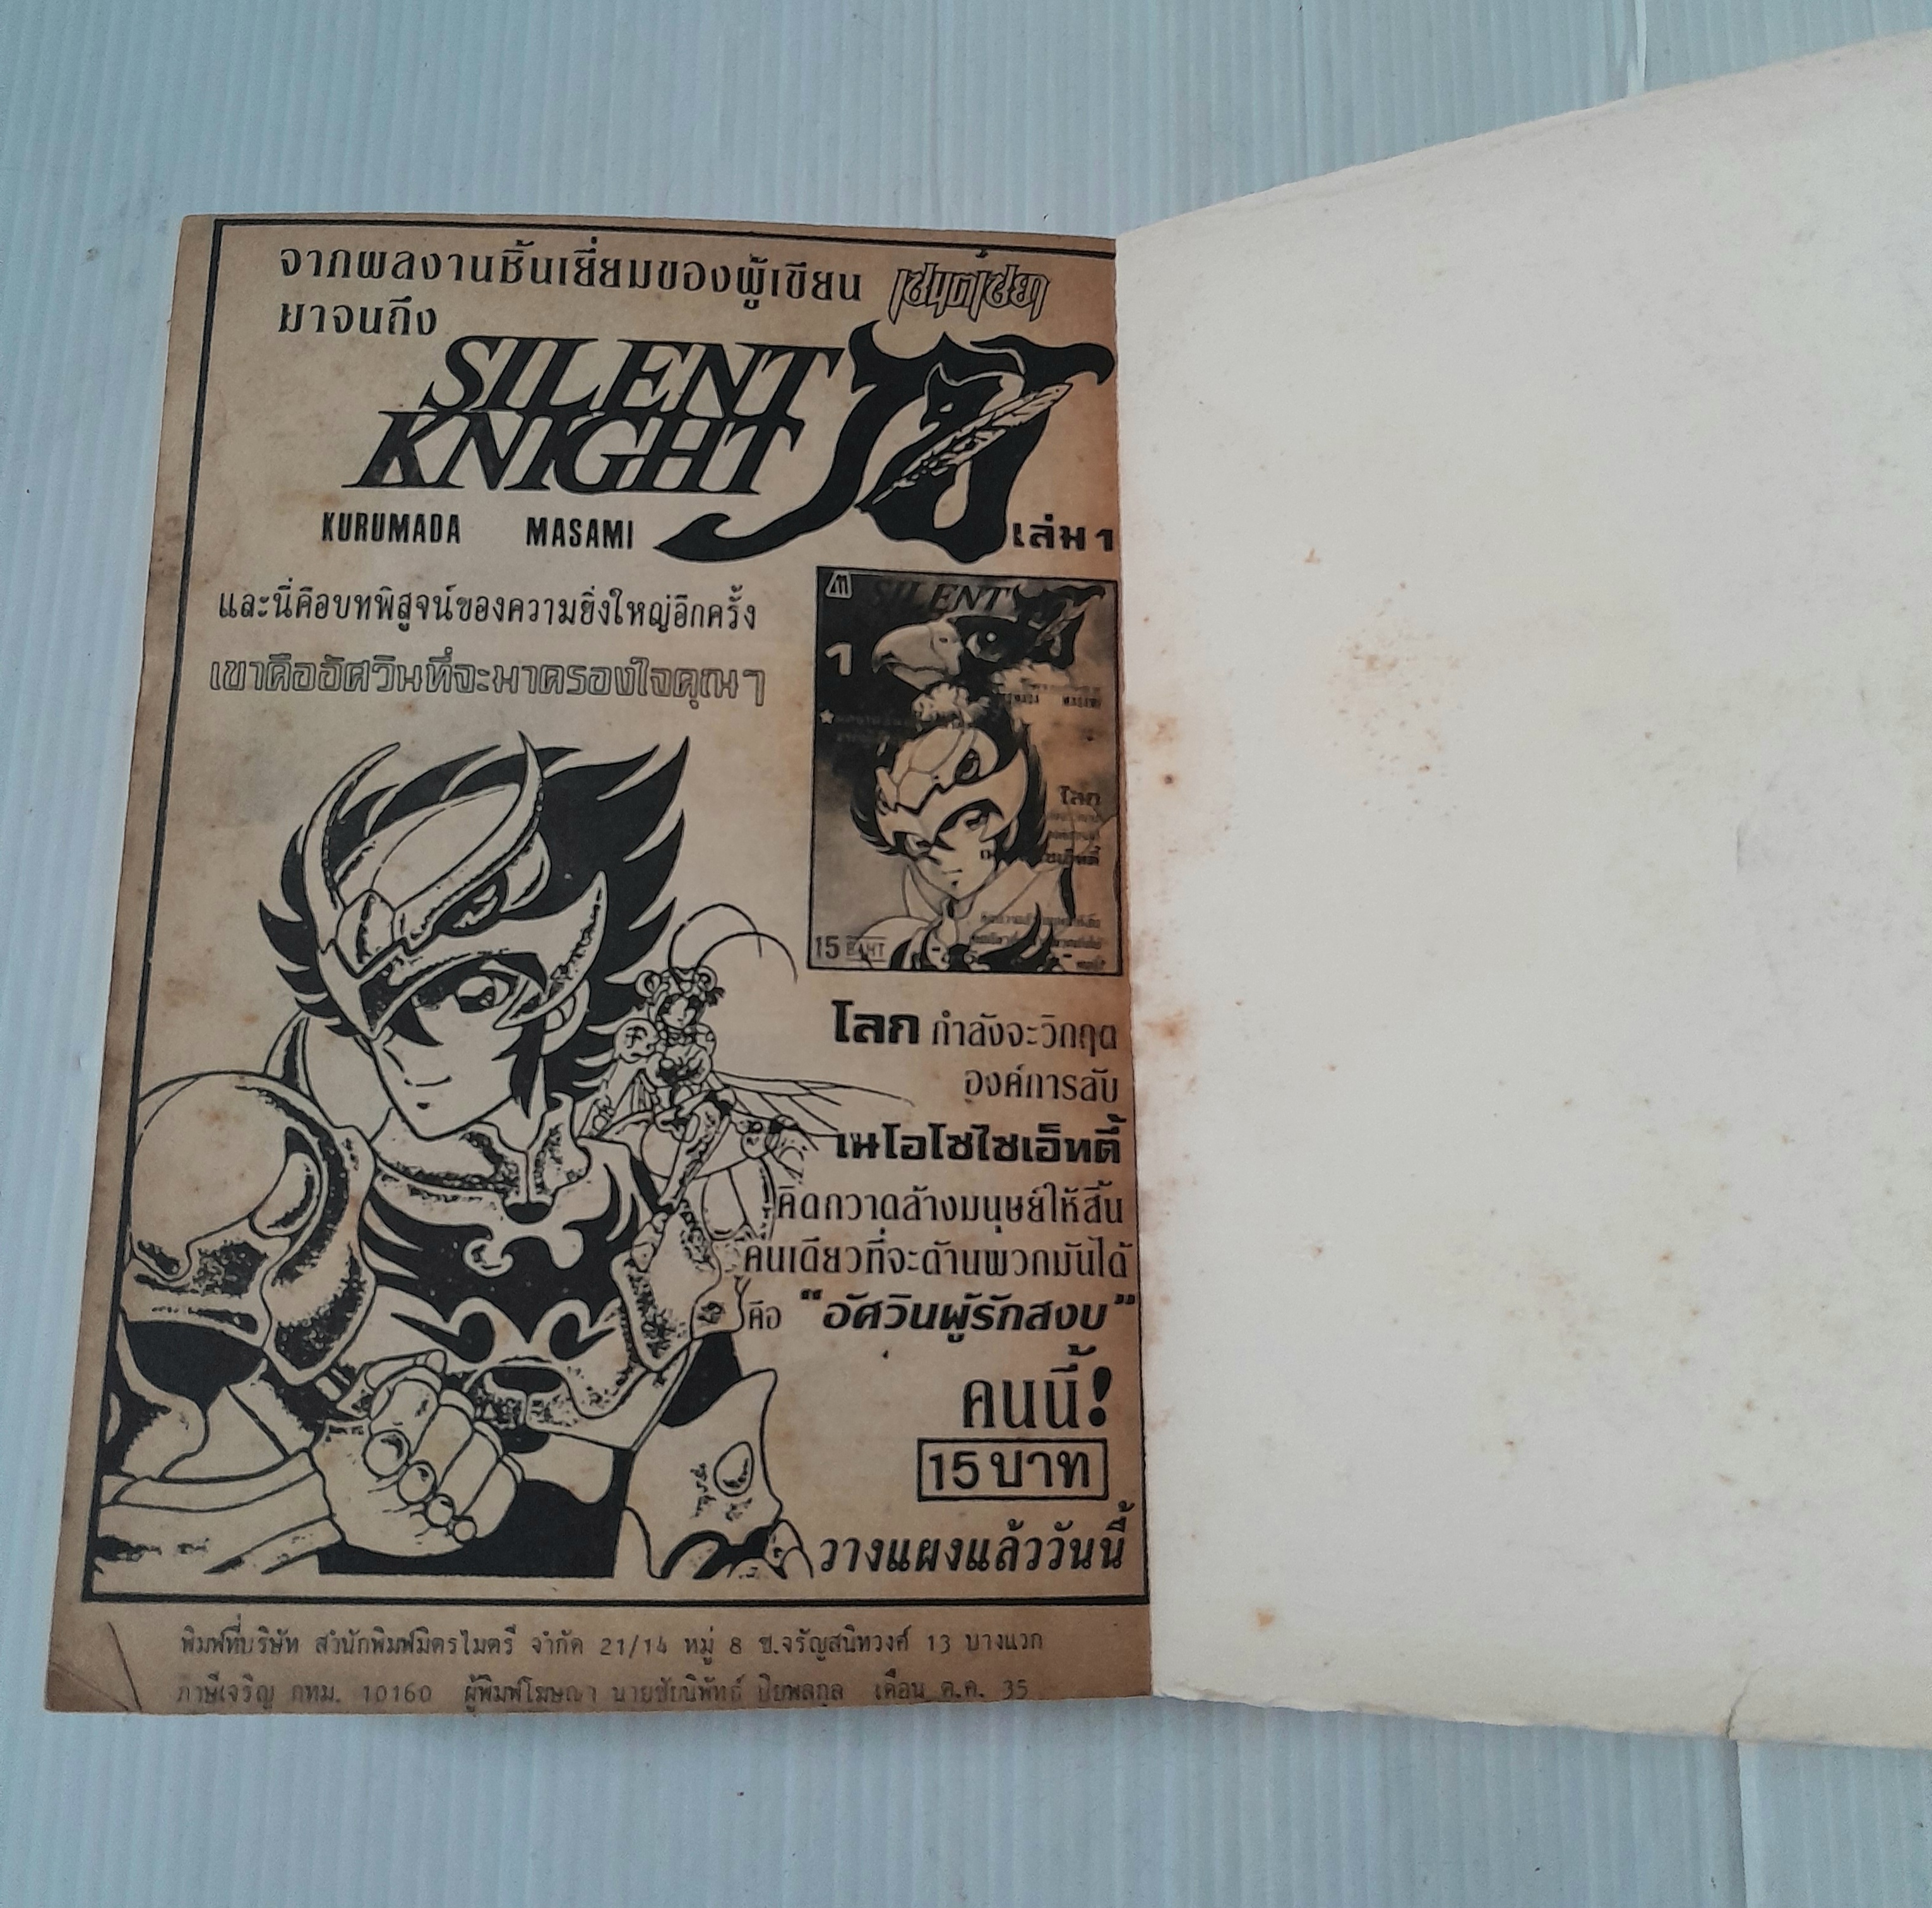 จากผลงานชิ้นเยี่ยมของผู้เขียน เซนต์เซย่า
มาจนถึง
SILENT
KNIGHT 翔
KURUMADA MASAMI
เล่ม 1
และนี่คือบทพิสูจน์ของความยิ่งใหญ่อีกครั้ง
เขาคืออัศวินที่จะมาครองใจคุณๆ
SILENT
1
MASAMI
โลก
15 BAHT
โลก กำลังจะวิกฤต
องค์การลับ
เนโอโซไซเอ็ทตี้
คิดกวาดล้างมนุษย์ให้สิ้น
คนเดียวที่จะต้านพวกมันได้
คือ "อัศวินผู้รักสงบ"
คนนี้!
15 บาท
วางแผงแล้ววันนี้
พิมพ์ที่บริษัท สำนักพิมพ์มิตรไมตรี จำกัด 21/14 หมู่ 8 ซ.จรัญสนิทวงศ์ 13 บางแวก
ภาษีเจริญ กทม. 10160 ผู้พิมพ์โฆษณา นายชัยนิพัทธ์ ปิยพลกุล เดือน ต.ค. 35